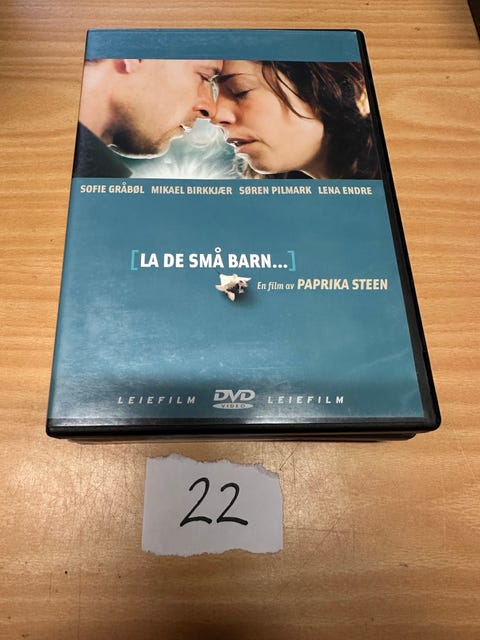 SOFIE GRÅBØL MIKAEL BIRKKJÆR SØREN PILMARK LENA ENDRE
[LA DE SMÅ BARN...]
En film av PAPRIKA STEEN
LEIEFILM DVD VIDEO LEIEFILM
22